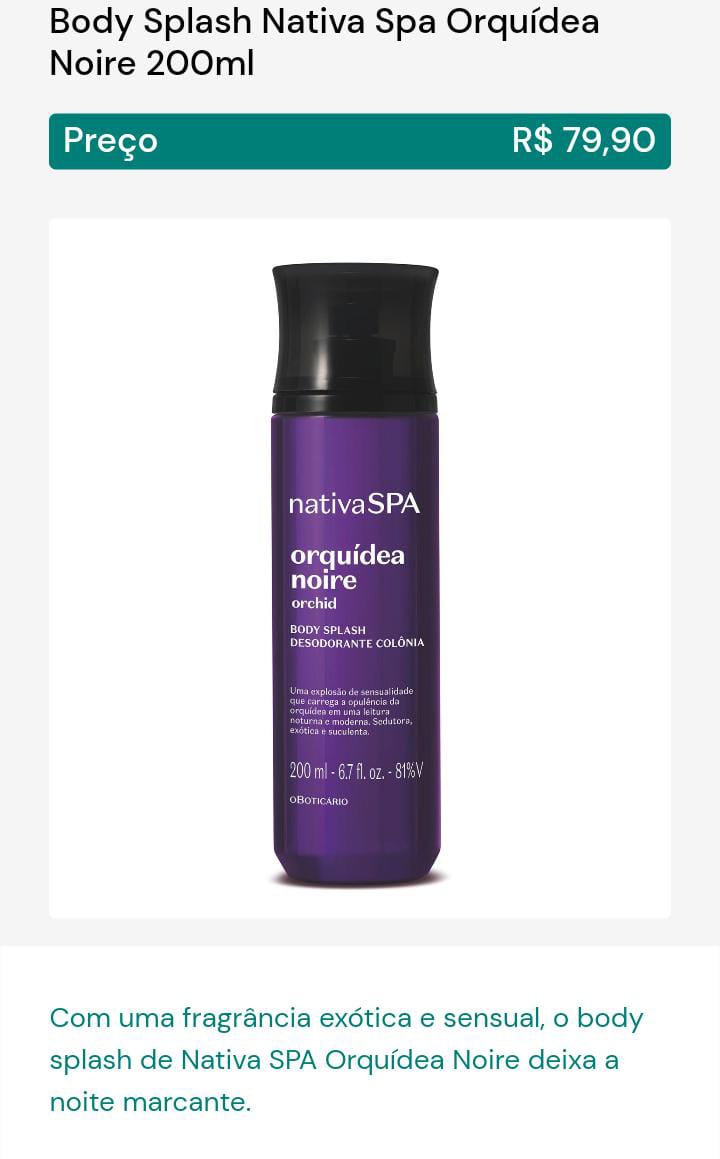 Body Splash Nativa Spa Orquídea
Noire 200ml
Preço R$ 79,90
nativaSPA
orquídea
noire
orchid
BODY SPLASH
DESODORANTE COLÔNIA
Uma explosão de sensualidade
que carrega a opulência da
orquídea em uma leitura
noturna e moderna. Sedutora,
exótica e suculenta.
200 ml - 6.7 fl. oz. - 81%V
oBOTICÁRIO
Com uma fragrância exótica e sensual, o body
splash de Nativa SPA Orquídea Noire deixa a
noite marcante.